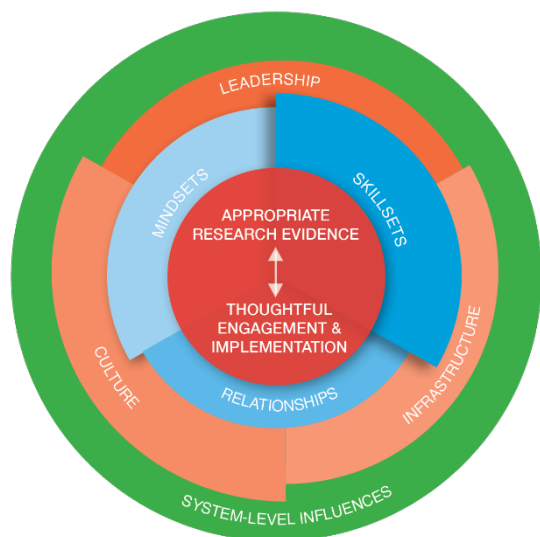 LEADERSHIP
MINDSETS
SKILLSETS
APPROPRIATE
RESEARCH EVIDENCE
THOUGHTFUL
ENGAGEMENT &
IMPLEMENTATION
RELATIONSHIPS
CULTURE
INFRASTRUCTURE
SYSTEM-LEVEL INFLUENCES